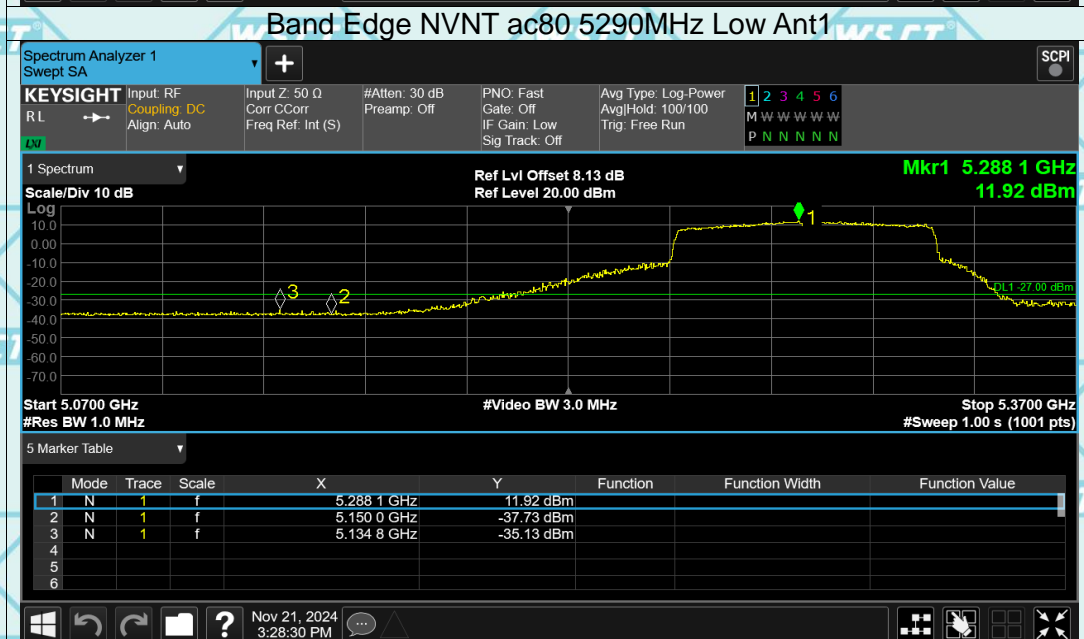 Band Edge NVNT ac80 5290MHz Low Ant1
Spectrum Analyzer 1
Swept SA
+
SCPI
KEYSIGHT Input: RF Input Z: 50 Ω #Atten: 30 dB PNO: Fast Avg Type: Log-Power 1 2 3 4 5 6
RL Coupling: DC Corr CCorr Preamp: Off Gate: Off Avg|Hold: 100/100 M W W W W W
Align: Auto Freq Ref: Int (S) IF Gain: Low Trig: Free Run
LXI Sig Track: Off P N N N N N
1 Spectrum Ref Lvl Offset 8.13 dB Mkr1 5.288 1 GHz
Scale/Div 10 dB Ref Level 20.00 dBm 11.92 dBm
Log
10.0
1
0.00
-10.0
-20.0
DL1 -27.00 dBm
3
2
-30.0
-40.0
-50.0
-60.0
-70.0
Start 5.0700 GHz #Video BW 3.0 MHz Stop 5.3700 GHz
#Res BW 1.0 MHz #Sweep 1.00 s (1001 pts)
5 Marker Table
Mode Trace Scale X Y Function Function Width Function Value
1 N 1 f 5.288 1 GHz 11.92 dBm
2 N 1 f 5.150 0 GHz -37.73 dBm
3 N 1 f 5.134 8 GHz -35.13 dBm
4
5
6
? Nov 21, 2024
3:28:30 PM